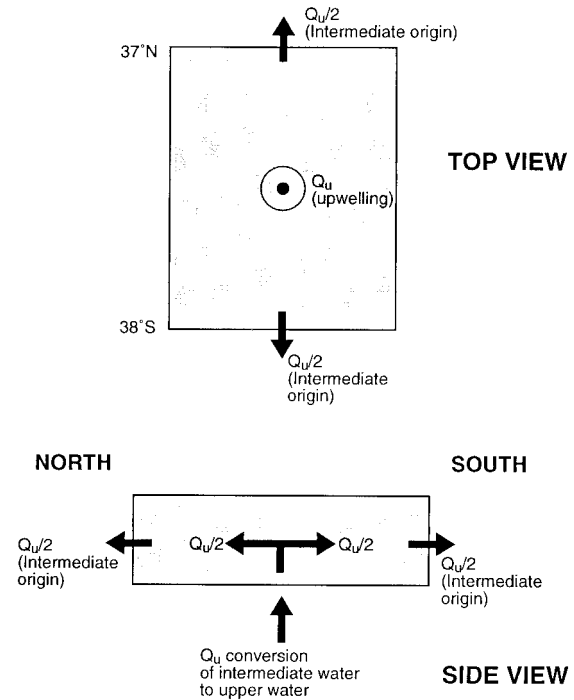 Qu/2
(Intermediate origin)
37°N
TOP VIEW
Qu
(upwelling)
38°S
Qu/2
(Intermediate
origin)
NORTH
SOUTH
Qu/2
(Intermediate
origin)
Qu/2
Qu/2
Qu/2
(Intermediate
origin)
Qu conversion
of intermediate water
to upper water
SIDE VIEW